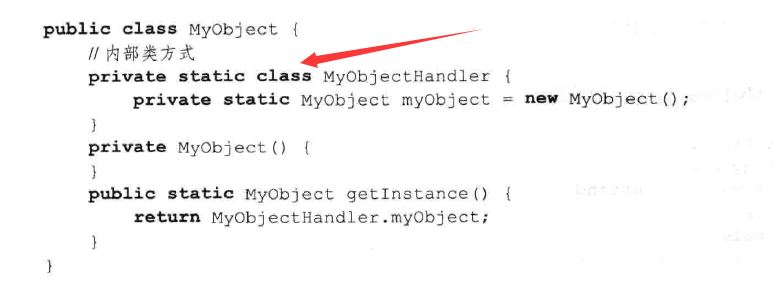 public class MyObject {
//内部类方式
private static class MyObjectHandler {
private static MyObject myObject = new MyObject();
}
private MyObject() {
}
public static MyObject getInstance() {
return MyObjectHandler.myObject;
}
}